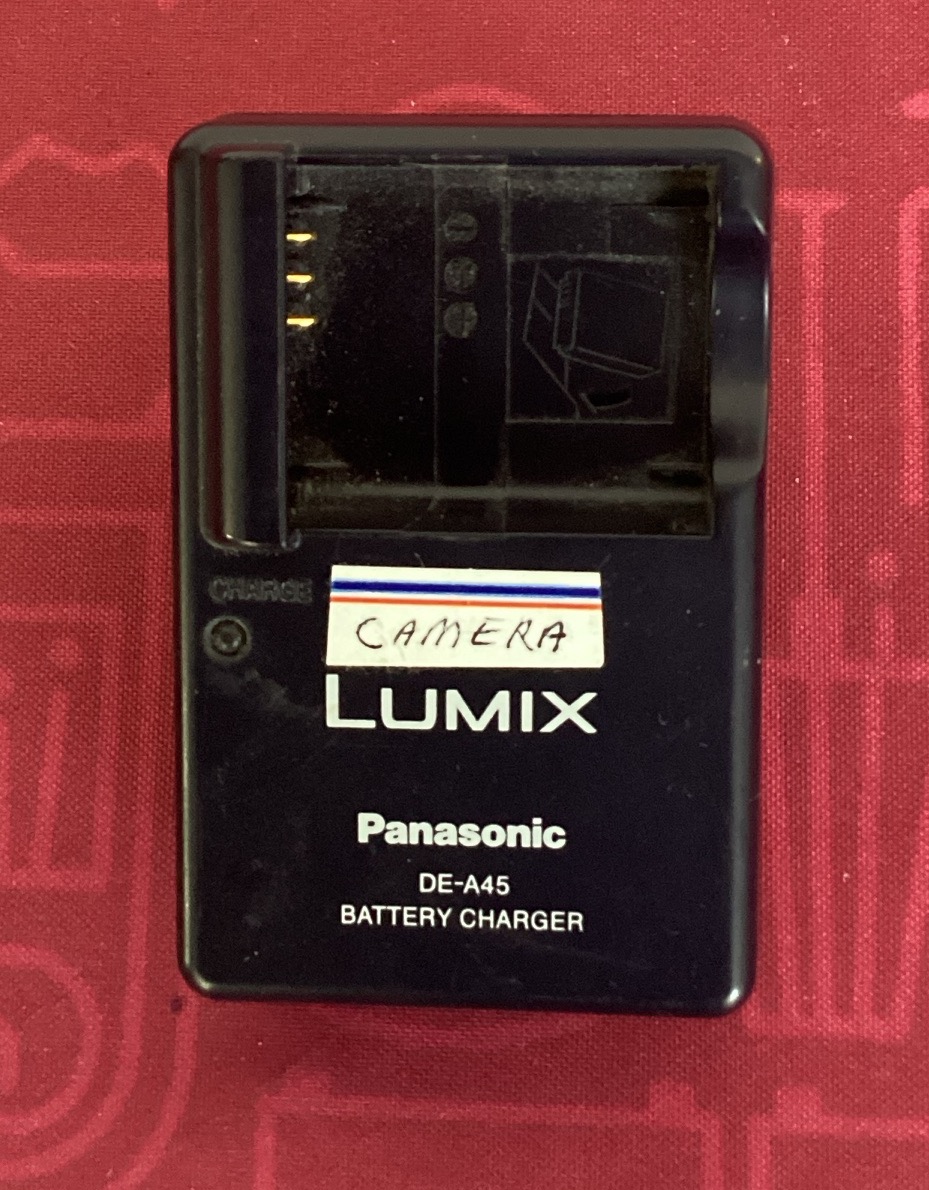 CHARGE
CAMERA
LUMIX
Panasonic
DE-A45
BATTERY CHARGER